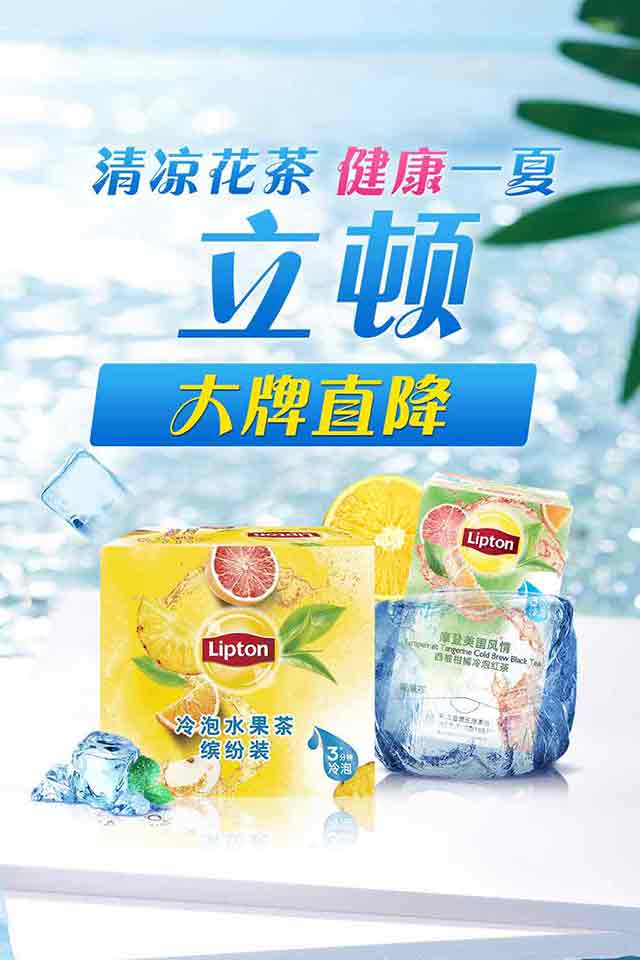 清凉花茶 健康一夏
立顿
大牌直降
Lipton
冷泡水果茶
缤纷装
3分钟
冷泡
Lipton
摩登美国风情
Tangerine Cold Brew Black Tea
西柚柑橘冷泡红茶